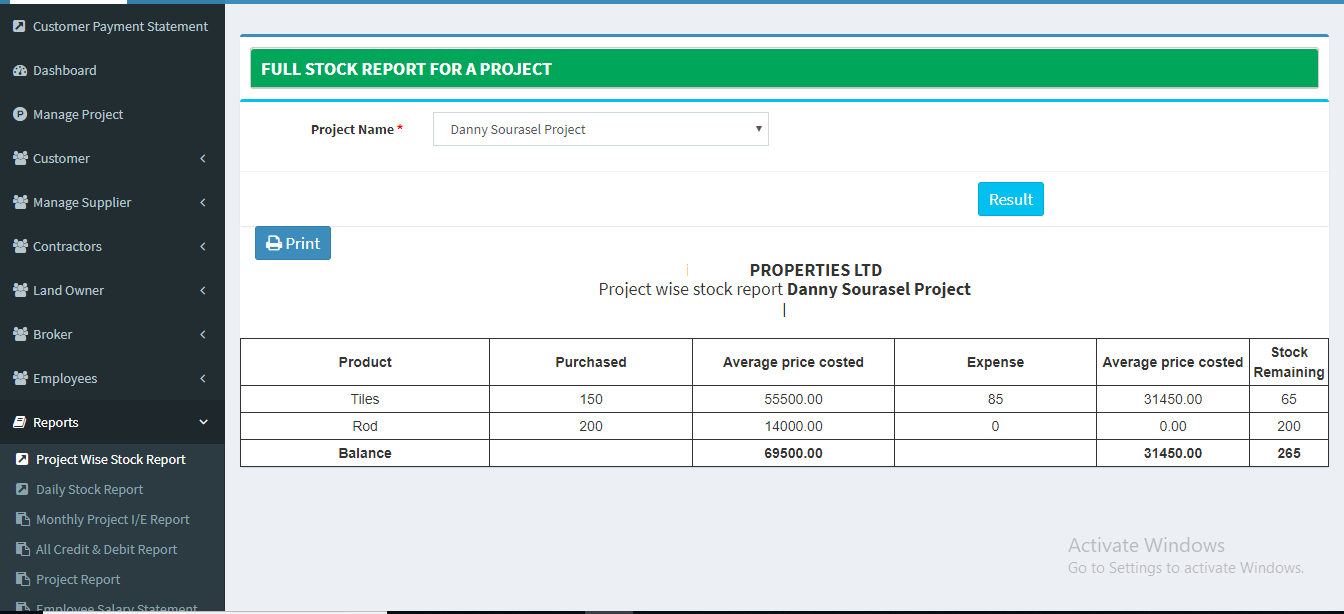 Customer Payment Statement
Dashboard
Manage Project
Customer
Manage Supplier
Contractors
Land Owner
Broker
Employees
Reports
Project Wise Stock Report
Daily Stock Report
Monthly Project I/E Report
All Credit & Debit Report
Project Report
Employee Salary Statement
FULL STOCK REPORT FOR A PROJECT
Project Name * Danny Sourasel Project
Result
Print
PROPERTIES LTD
Project wise stock report Danny Sourasel Project
|
Product Purchased Average price costed Expense Average price costed Stock Remaining
Tiles 150 55500.00 85 31450.00 65
Rod 200 14000.00 0 0.00 200
Balance 69500.00 31450.00 265
Activate Windows
Go to Settings to activate Windows.